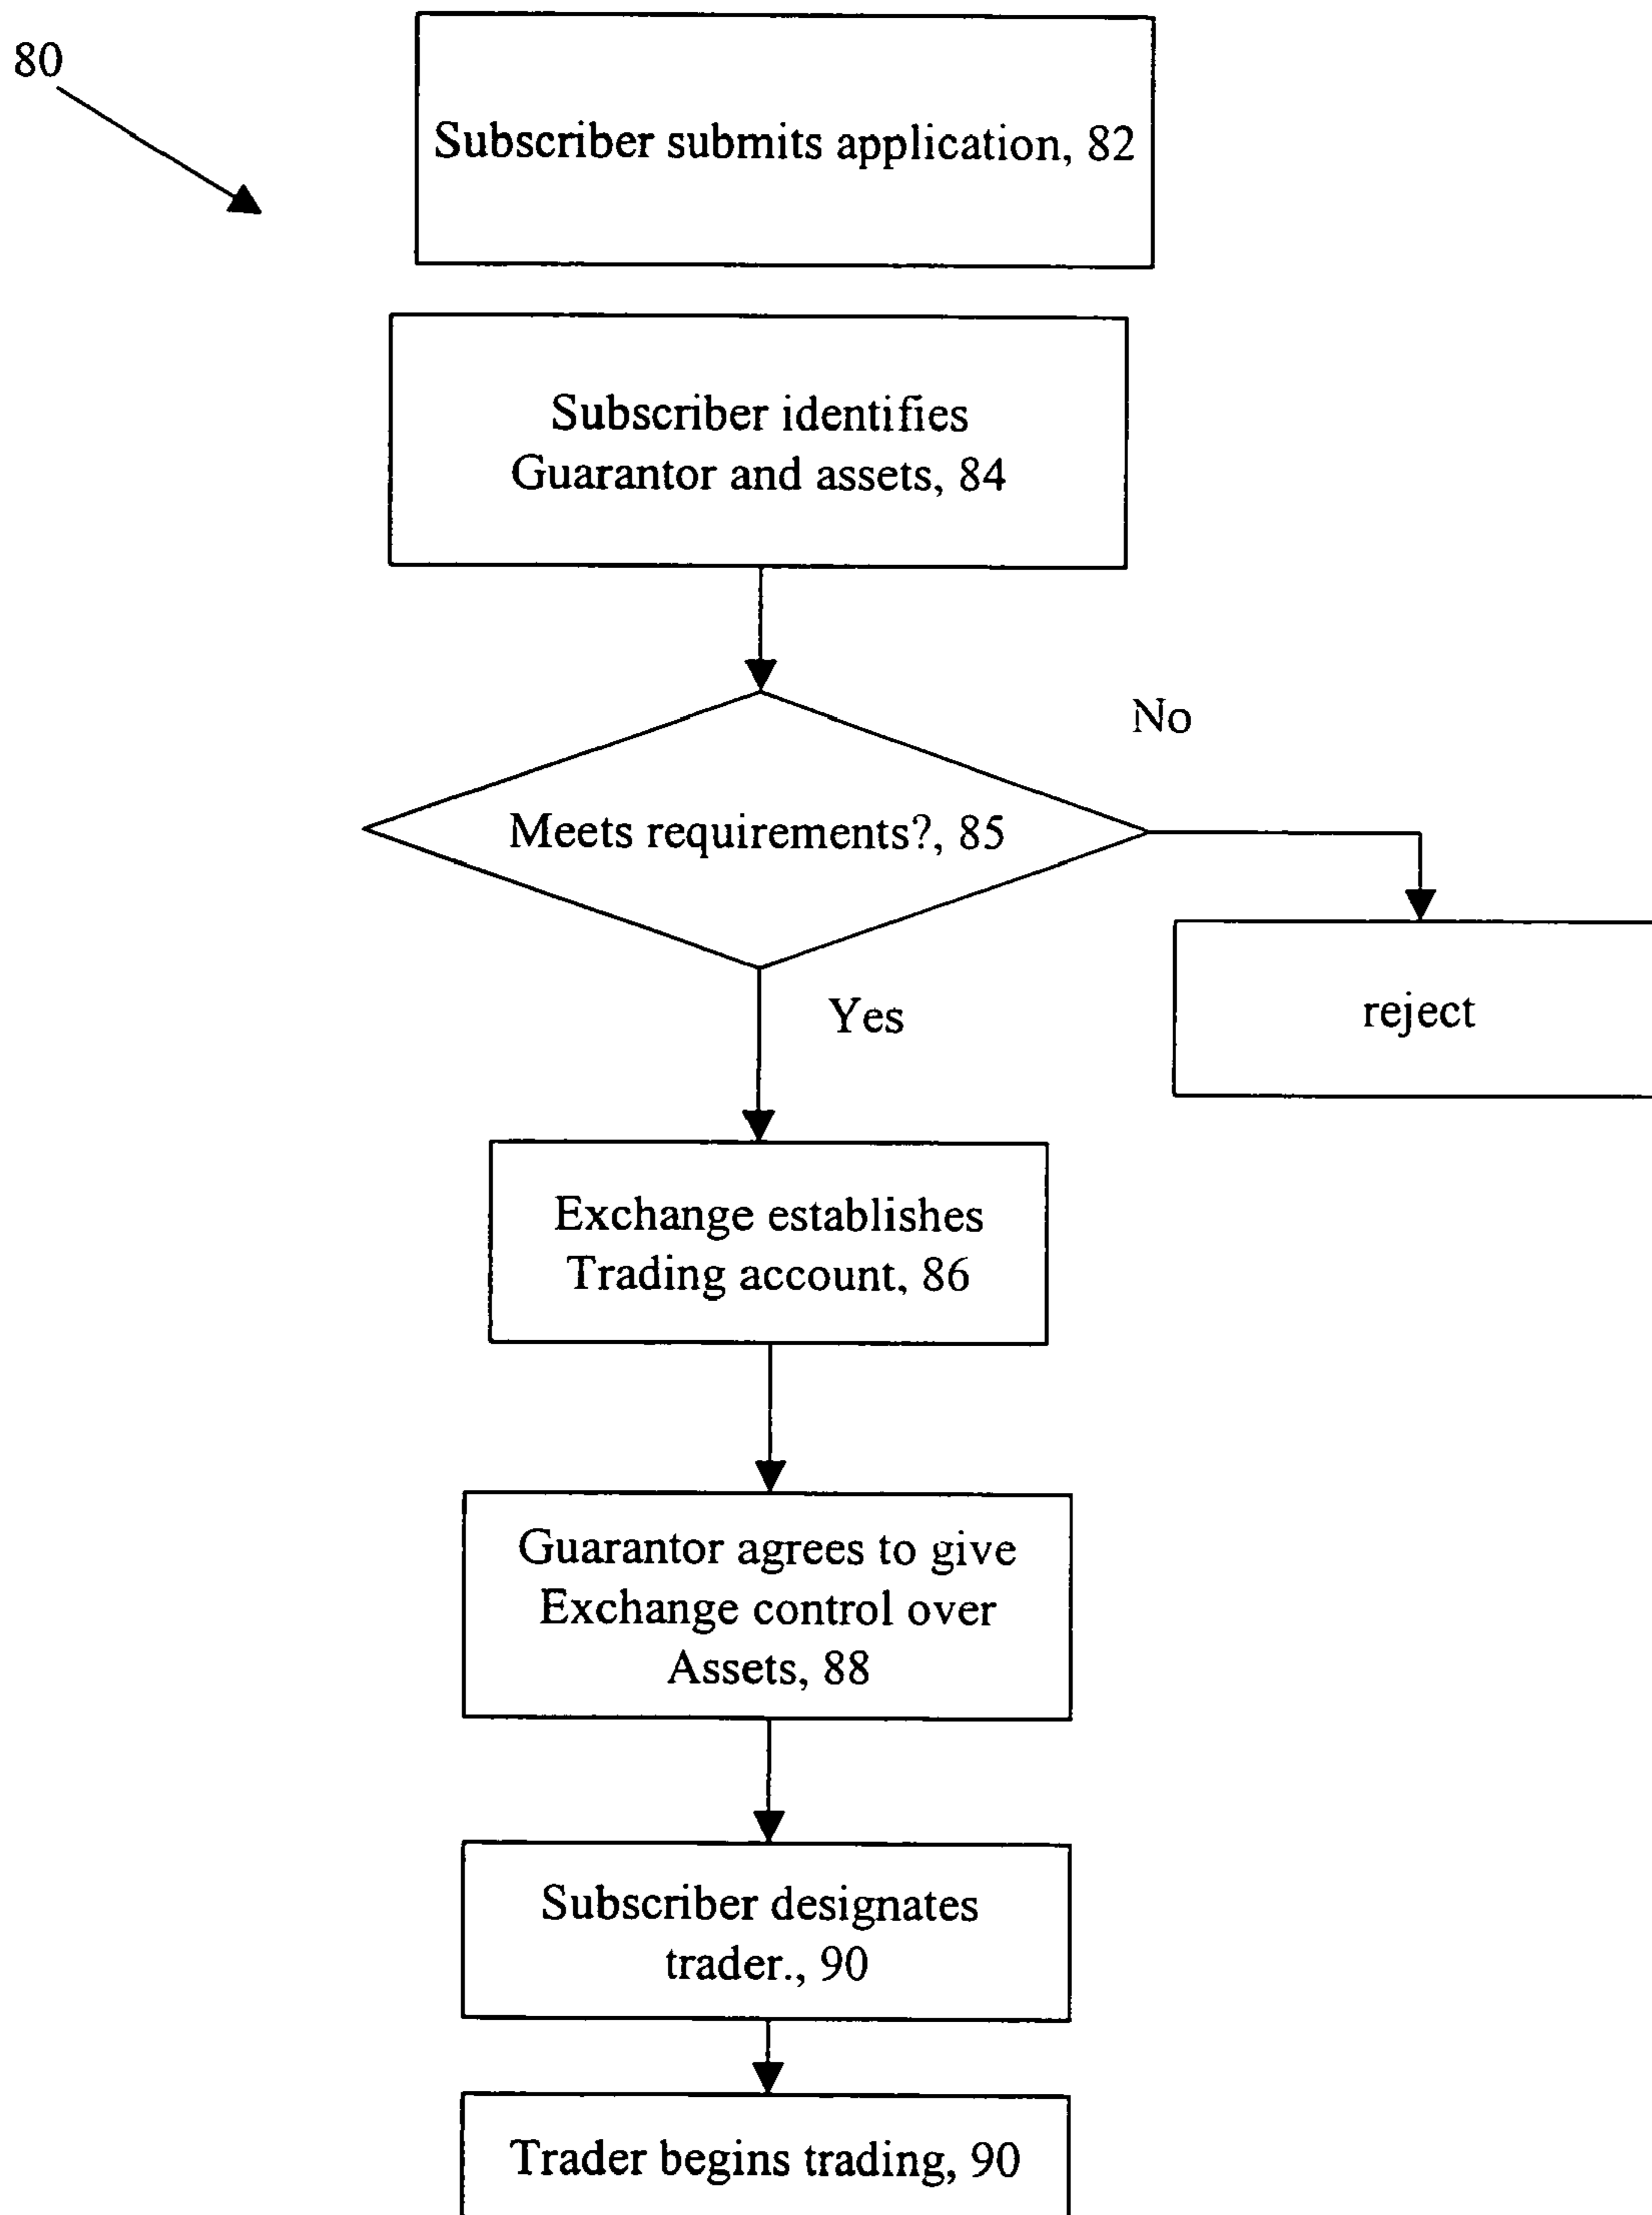 80
Subscriber submits application, 82
Subscriber identifies
Guarantor and assets, 84
No
Meets requirements?, 85
reject
Yes
Exchange establishes
Trading account, 86
Guarantor agrees to give
Exchange control over
Assets, 88
Subscriber designates
trader., 90
Trader begins trading, 90